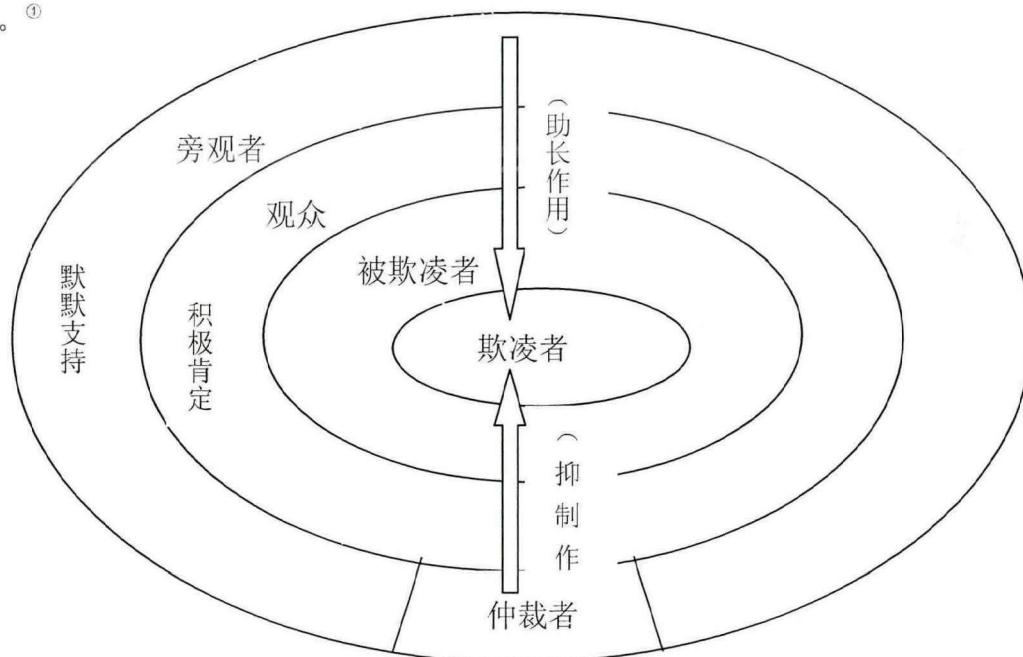 。①
旁观者
（助长作用）
观众
被欺凌者
默默支持
积极肯定
欺凌者
（抑制作
仲裁者